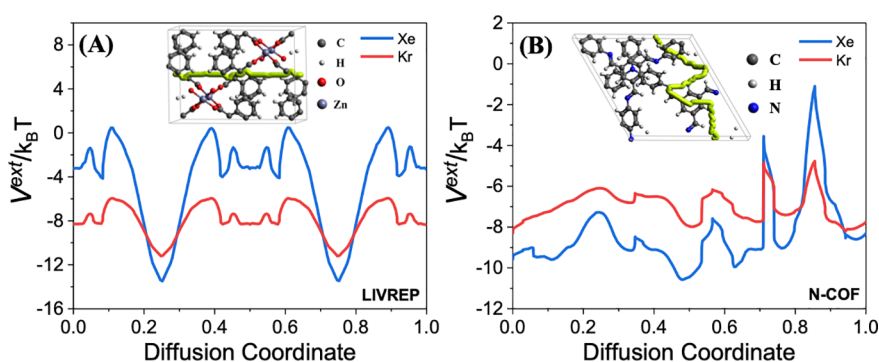 (A)
C
H
O
Zn
Xe
Kr
V^ext/k_BT
8
4
0
-4
-8
-12
-16
0.0 0.2 0.4 0.6 0.8 1.0
LIVREP
Diffusion Coordinate
(B)
C
H
N
Xe
Kr
V^ext/k_BT
2
0
-2
-4
-6
-8
-10
-12
0.0 0.2 0.4 0.6 0.8 1.0
N-COF
Diffusion Coordinate